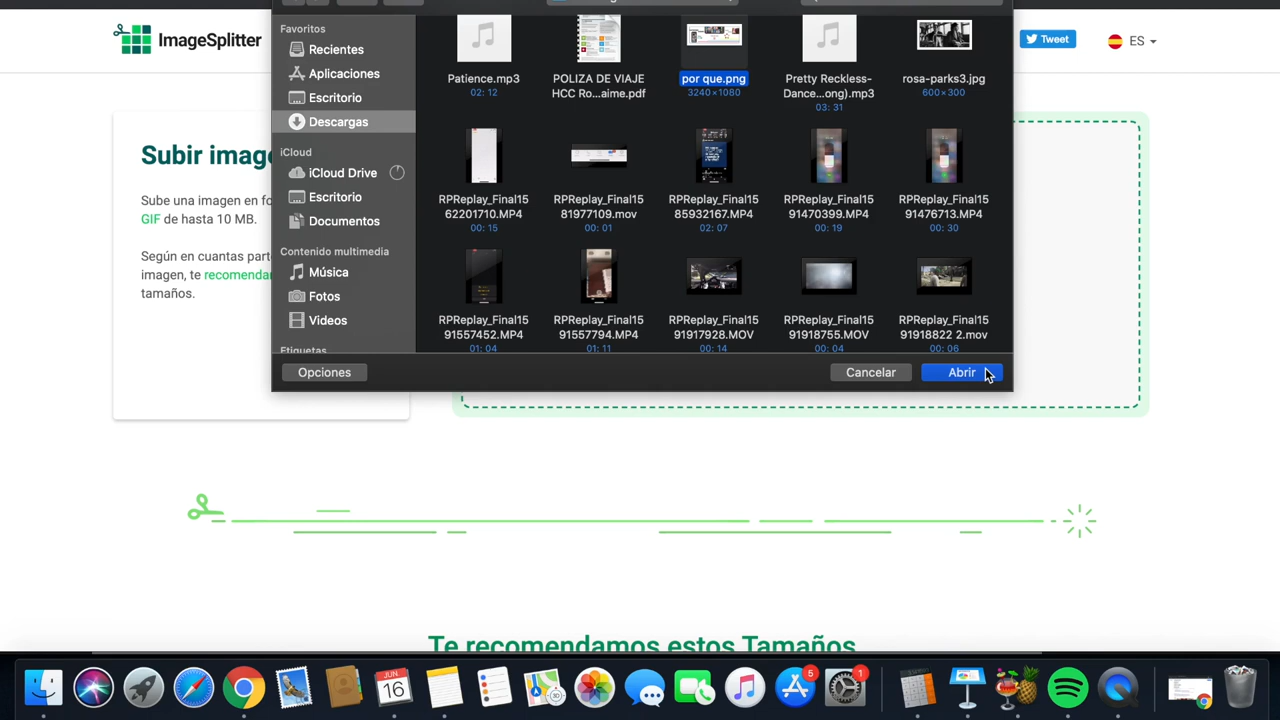 ImageSplitter
Tweet
ES
Favoritos
Recientes
Aplicaciones
Escritorio
Descargas
iCloud
iCloud Drive
Escritorio
Documentos
Contenido multimedia
Música
Fotos
Videos
Etiquetas
Patience.mp3
02: 12
POLIZA DE VIAJE
HCC Ro...aime.pdf
por que.png
3240×1080
Pretty Reckless-
Dance...ong).mp3
03: 31
rosa-parks3.jpg
600×300
RPReplay_Final15
62201710.MP4
00: 15
RPReplay_Final15
81977109.mov
00: 01
RPReplay_Final15
85932167.MP4
02: 07
RPReplay_Final15
91470399.MP4
00: 19
RPReplay_Final15
91476713.MP4
00: 30
RPReplay_Final15
91557452.MP4
01: 04
RPReplay_Final15
91557794.MP4
01: 11
RPReplay_Final15
91917928.MOV
00: 14
RPReplay_Final15
91918755.MOV
00: 04
RPReplay_Final15
91918822 2.mov
00: 06
Opciones
Cancelar
Abrir
Subir image
Sube una imagen en fo
GIF de hasta 10 MB.
Según en cuantas part
imagen, te recomendar
tamaños.
Te recomendamos estos Tamaños
JUN
16
5
1